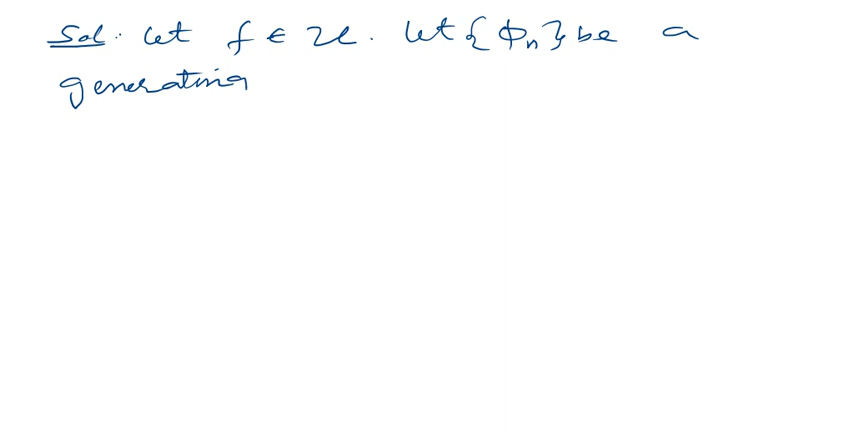 Sol. Let f ∈ 𝒰. Let {ϕₙ} be a
generating